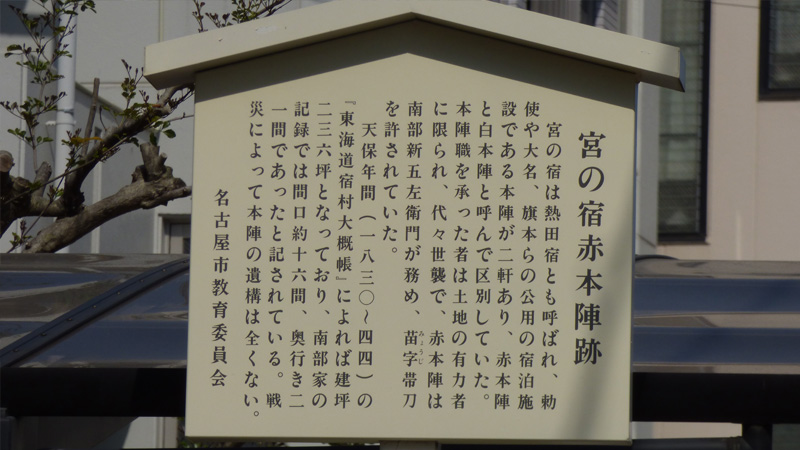 宮の宿赤本陣跡
宮の宿は熱田宿とも呼ばれ、勅
使や大名、旗本らの公用の宿泊施
設である本陣が二軒あり、赤本陣
と白本陣と呼んで区別していた。
本陣職を承った者は土地の有力者
に限られ、代々世襲で、赤本陣は
南部新五左衛門が務め、苗字帯刀
みょうじ
を許されていた。
天保年間(一八三〇～四四)の
『東海道宿村大概帳』によれば建坪
二三六坪となっており、南部家の
記録では間口約十六間、奥行き二
一間であったと記されている。戦
災によって本陣の遺構は全くない。
名古屋市教育委員会